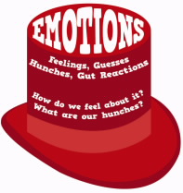 EMOTIONS
Feelings, Guesses
Hunches, Gut Reactions
How do we feel about it?
What are our hunches?